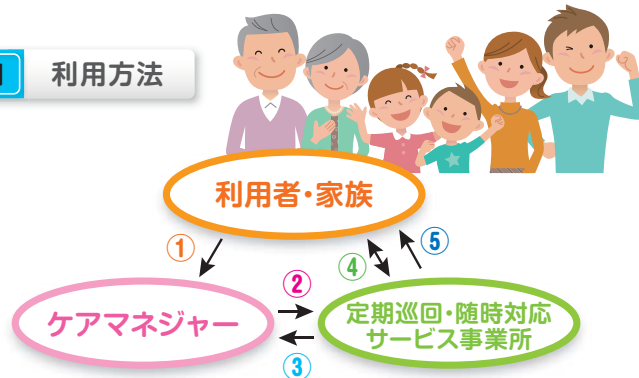 利用方法
利用者・家族
①
②
③
④
⑤
ケアマネジャー
定期巡回・随時対応
サービス事業所